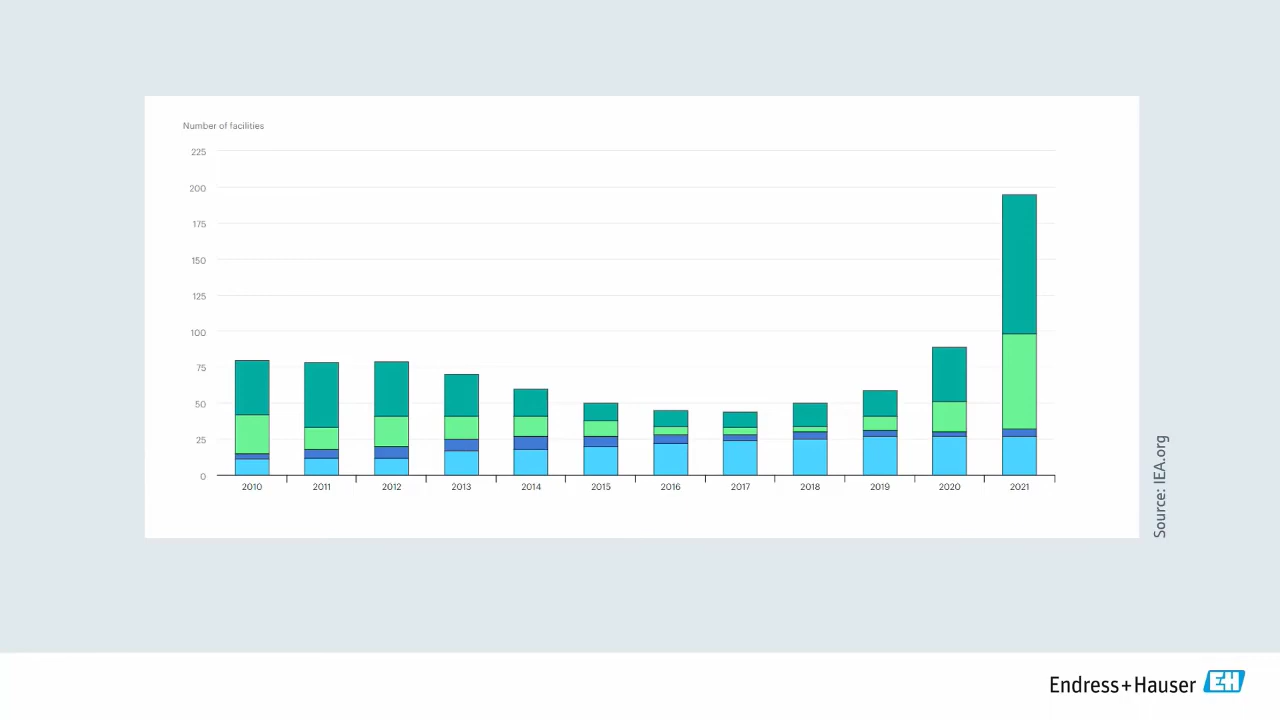 Number of facilities
225
200
175
150
125
100
75
50
25
0
2010 2011 2012 2013 2014 2015 2016 2017 2018 2019 2020 2021
Source: IEA.org
Endress+Hauser EH